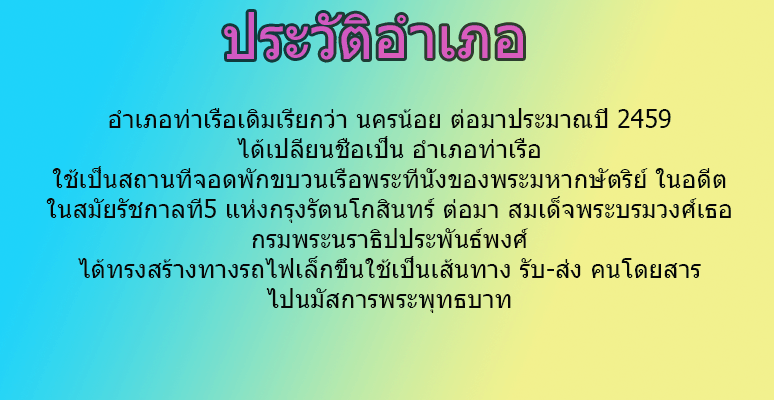 ประวัติอำเภอ
อำเภอท่าเรือเดิมเรียกว่า นครน้อย ต่อมาประมาณปี 2459
ได้เปลี่ยนชื่อเป็น อำเภอท่าเรือ
ใช้เป็นสถานที่จอดพักขบวนเรือพระที่นั่งของพระมหากษัตริย์ ในอดีต
ในสมัยรัชกาลที่5 แห่งกรุงรัตนโกสินทร์ ต่อมา สมเด็จพระบรมวงศ์เธอ
กรมพระนราธิปประพันธ์พงศ์
ได้ทรงสร้างทางรถไฟเล็กขึ้นใช้เป็นเส้นทาง รับ-ส่ง คนโดยสาร
ไปนมัสการพระพุทธบาท